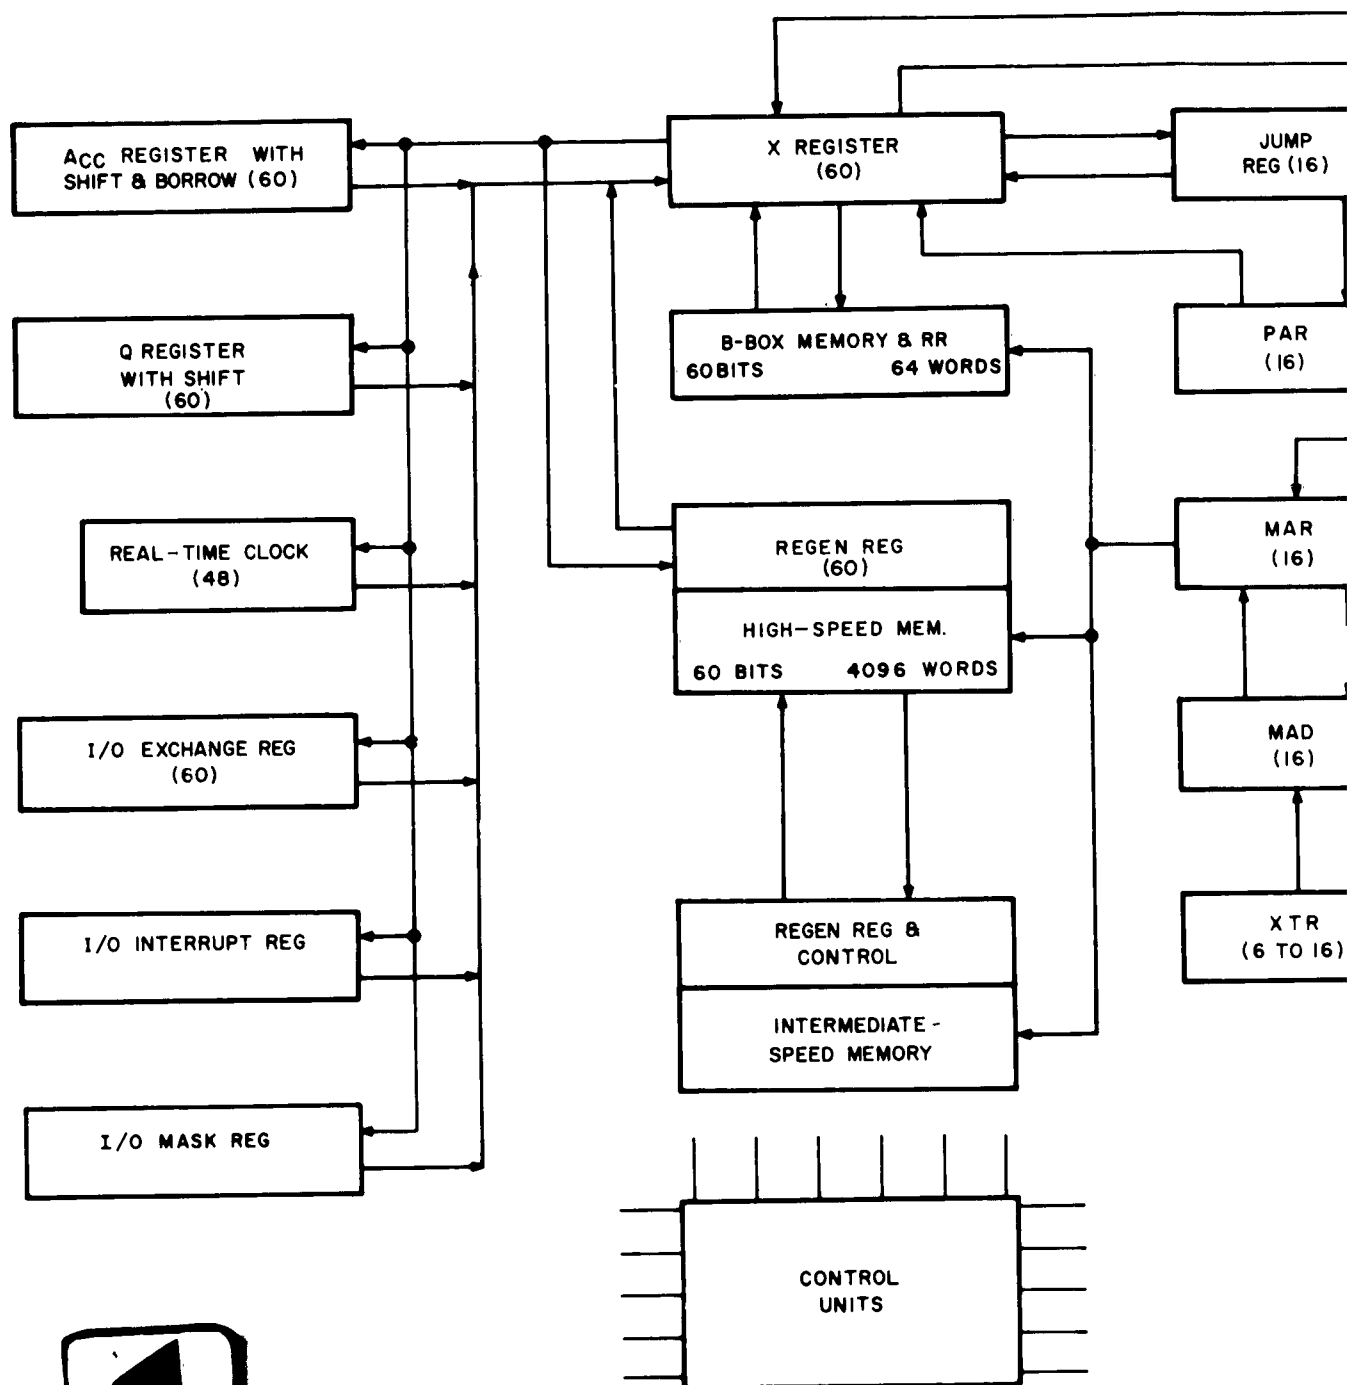 ACC REGISTER WITH
SHIFT & BORROW (60)
X REGISTER
(60)
JUMP
REG (16)
Q REGISTER
WITH SHIFT
(60)
B-BOX MEMORY & RR
60 BITS 64 WORDS
PAR
(16)
REAL-TIME CLOCK
(48)
REGEN REG
(60)
HIGH-SPEED MEM.
60 BITS 4096 WORDS
MAR
(16)
I/O EXCHANGE REG
(60)
MAD
(16)
I/O INTERRUPT REG
REGEN REG &
CONTROL
INTERMEDIATE-
SPEED MEMORY
XTR
(6 TO 16)
I/O MASK REG
CONTROL
UNITS